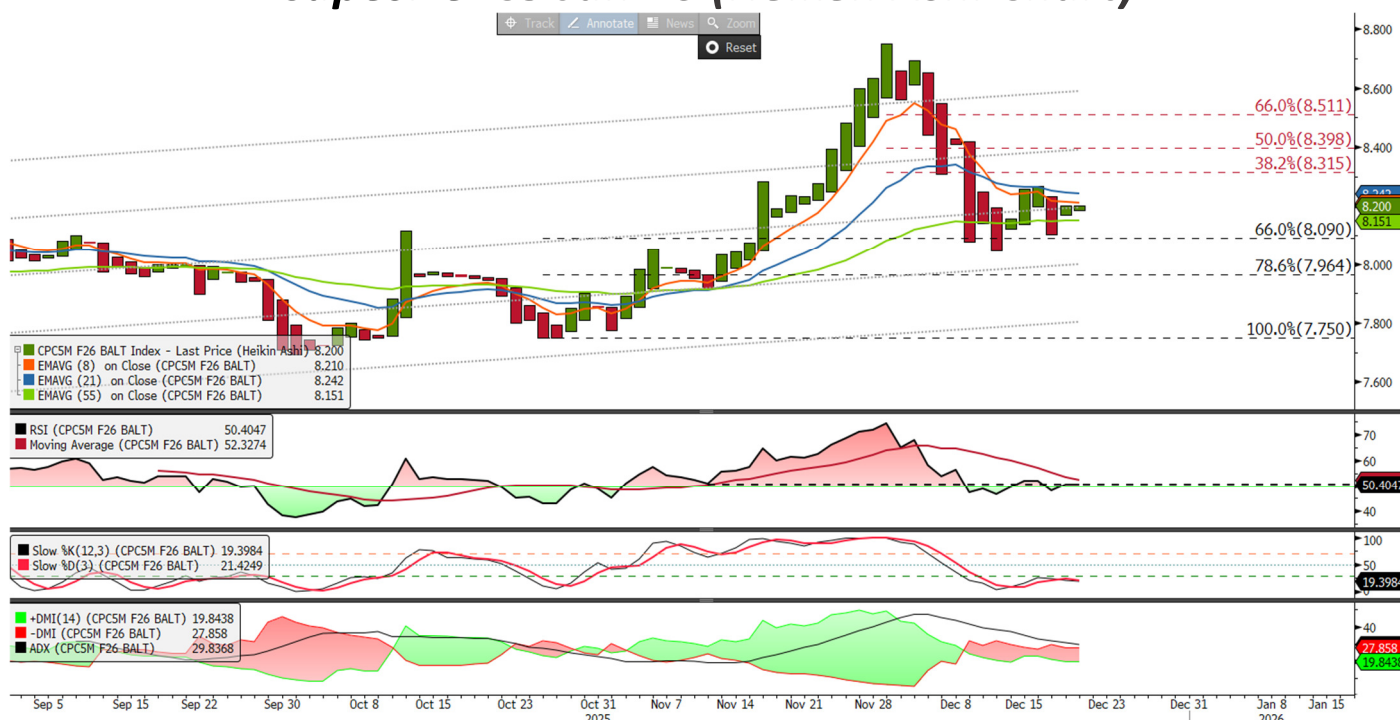 Track Annotate News Zoom
Reset
8.800
8.600
66.0%(8.511)
50.0%(8.398)
8.400
38.2%(8.315)
8.242
8.200
8.151
66.0%(8.090)
8.000
78.6%(7.964)
7.800
100.0%(7.750)
7.600
CPC5M F26 BALT Index - Last Price (Heikin Ashi) 8.200
EMAVG (8) on Close (CPC5M F26 BALT) 8.210
EMAVG (21) on Close (CPC5M F26 BALT) 8.242
EMAVG (55) on Close (CPC5M F26 BALT) 8.151
RSI (CPC5M F26 BALT) 50.4047
Moving Average (CPC5M F26 BALT) 52.3274
70
60
50.4047
40
Slow %K(12,3) (CPC5M F26 BALT) 19.3984
Slow %D(3) (CPC5M F26 BALT) 21.4249
100
50
19.3984
0
+DMI(14) (CPC5M F26 BALT) 19.8438
-DMI (CPC5M F26 BALT) 27.858
ADX (CPC5M F26 BALT) 29.8368
40
27.858
19.8438
Sep 5 Sep 15 Sep 22 Sep 30 Oct 8 Oct 15 Oct 23 Oct 31 Nov 7 Nov 14 Nov 21 Nov 28 Dec 8 Dec 15 Dec 23 Dec 31 Jan 8 Jan 15
2025 2026